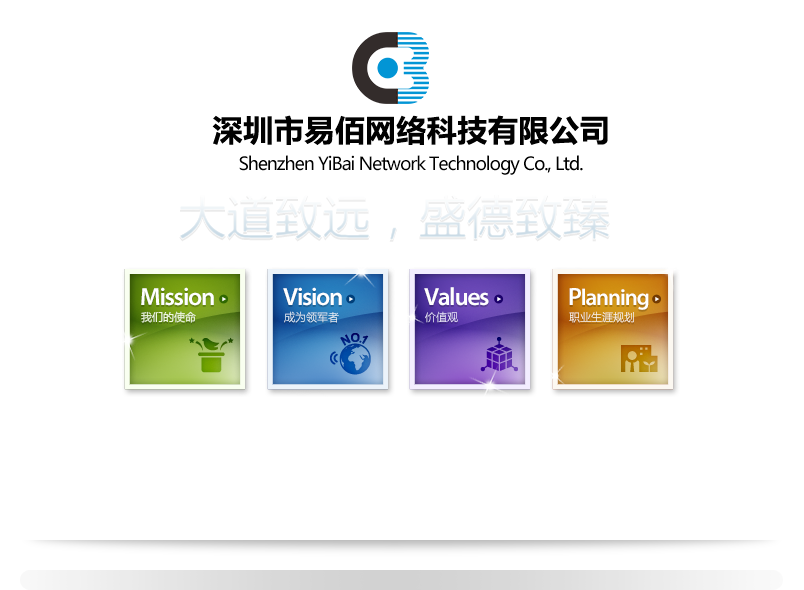 深圳市易佰网络科技有限公司
Shenzhen YiBai Network Technology Co., Ltd.
大道致远，盛德致臻
Mission
我们的使命
Vision
成为领军者
NO.1
Values
价值观
Planning
职业生涯规划